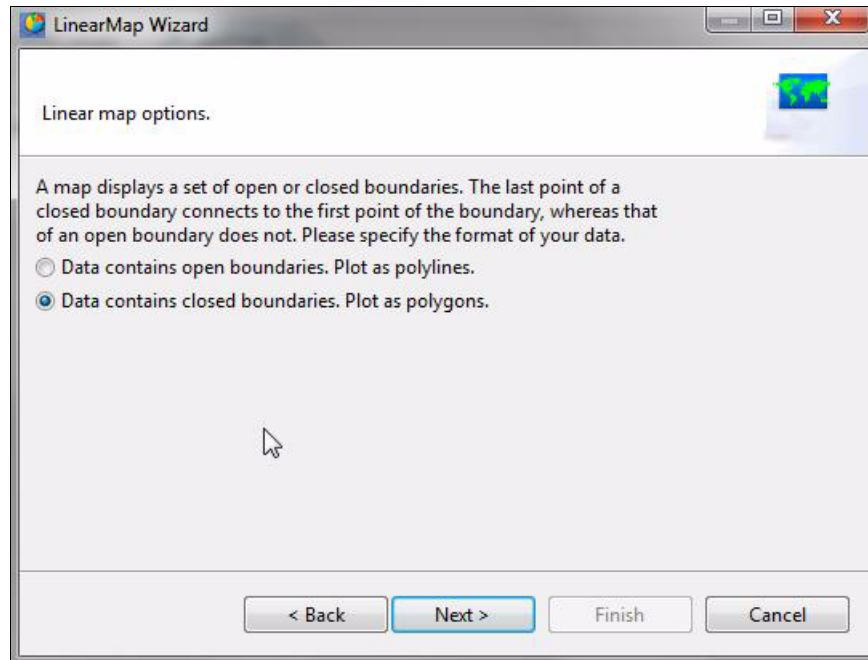 LinearMap Wizard
Linear map options.
A map displays a set of open or closed boundaries. The last point of a
closed boundary connects to the first point of the boundary, whereas that
of an open boundary does not. Please specify the format of your data.
Data contains open boundaries. Plot as polylines.
Data contains closed boundaries. Plot as polygons.
< Back Next > Finish Cancel